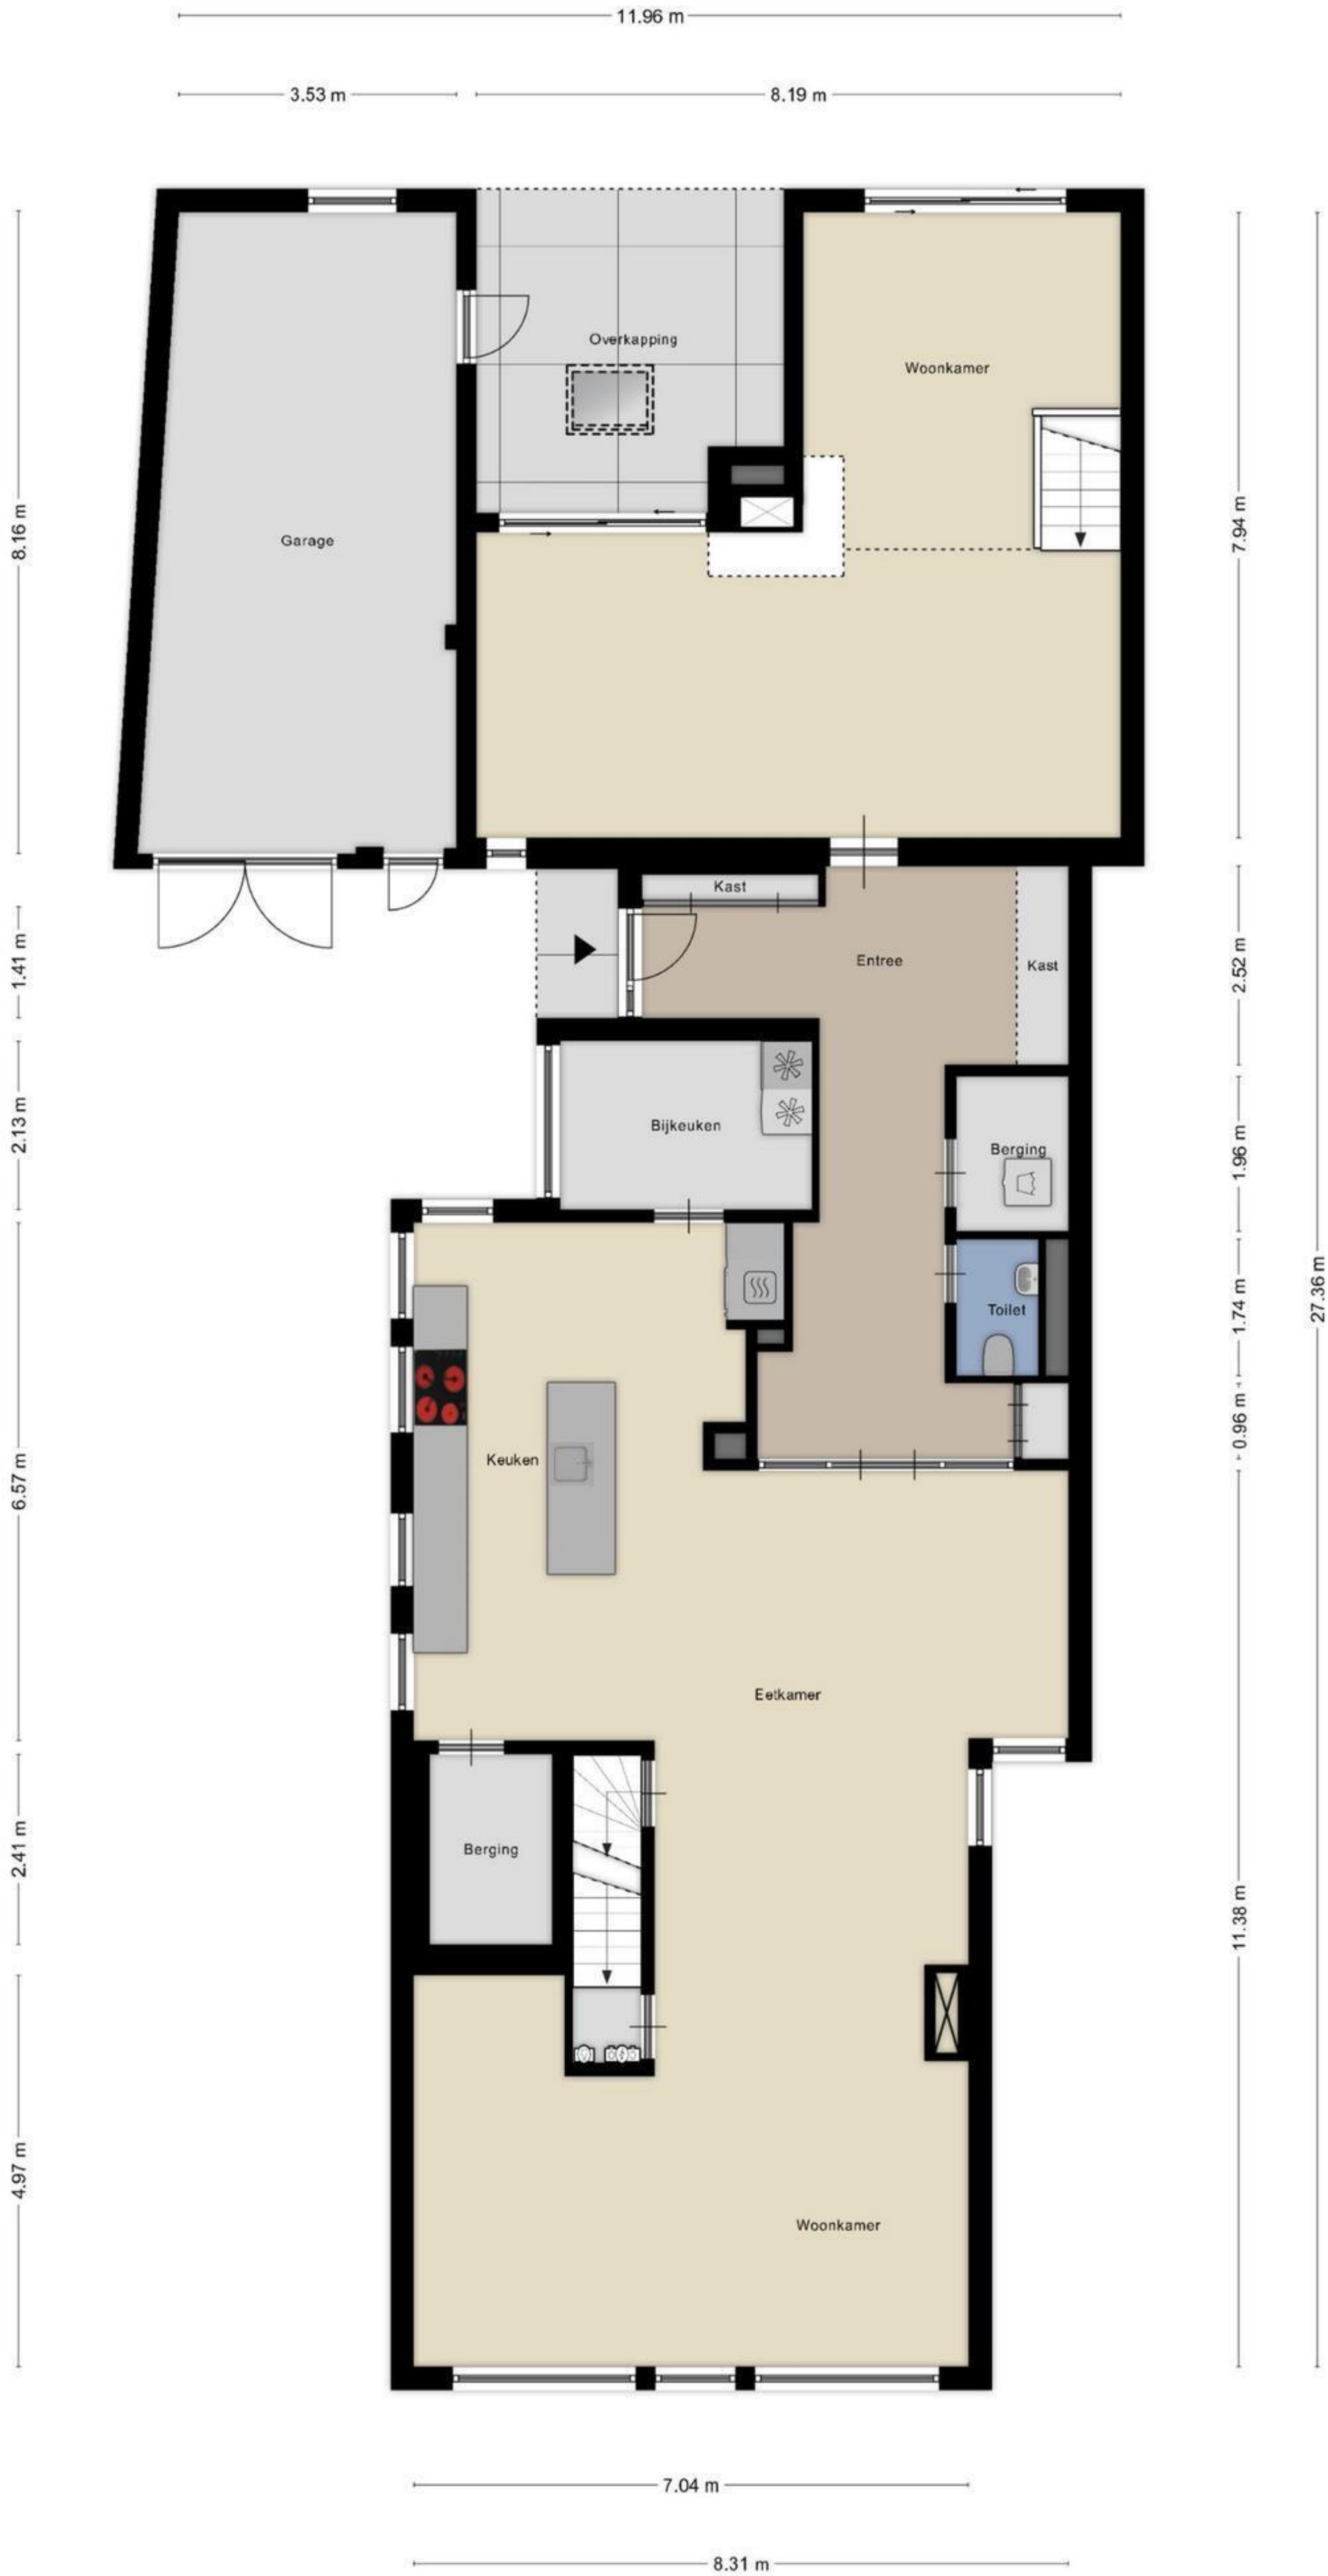 11.96 m
3.53 m
8.19 m
Overkapping
Woonkamer
Garage
8.16 m
7.94 m
Kast
Entree
Kast
1.41 m
2.52 m
Bijkeuken
Berging
2.13 m
1.96 m
Toilet
1.74 m
27.36 m
0.96 m
Keuken
6.57 m
Eetkamer
Berging
2.41 m
11.38 m
4.97 m
Woonkamer
7.04 m
8.31 m